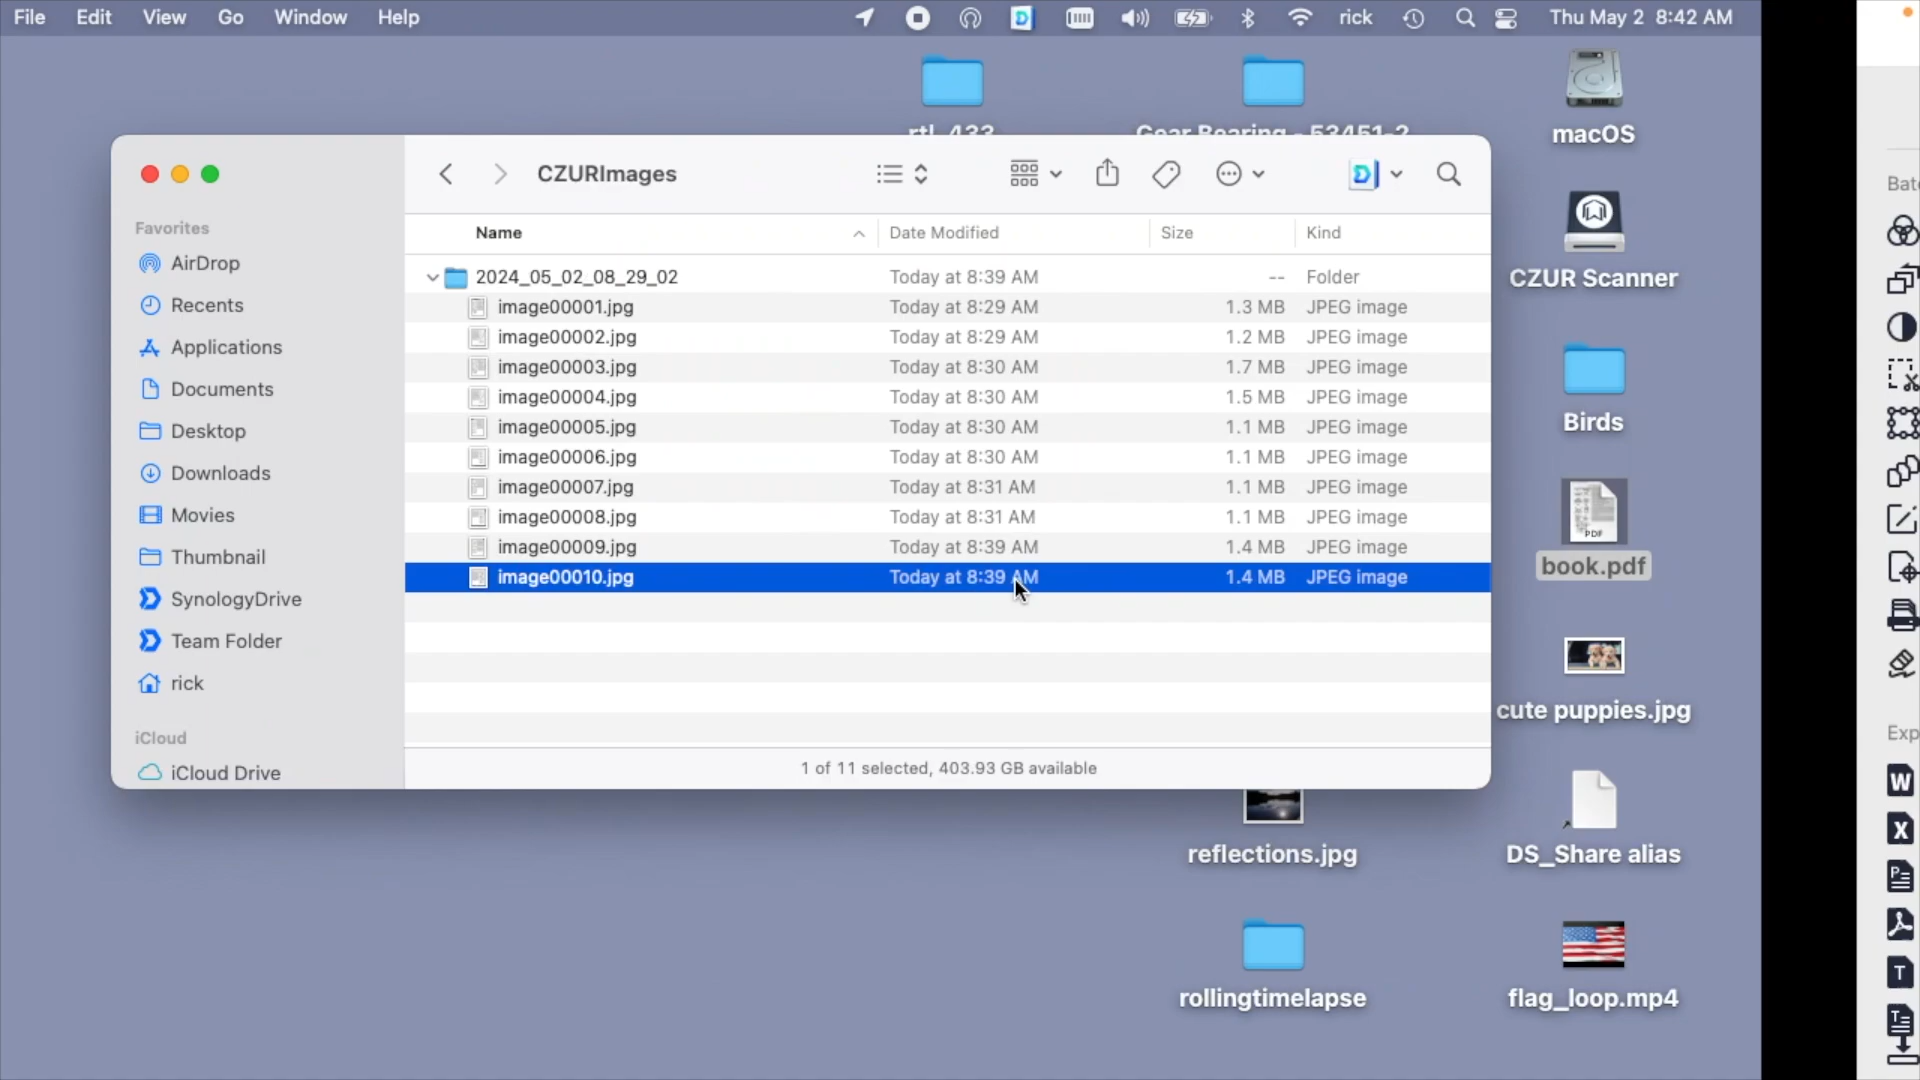 File Edit View Go Window Help
D
rick
Thu May 2 8:42 AM
rtl_433
Gear Bearing - 53451-2
macOS
CZURImages
D
Favorites
AirDrop
Recents
Applications
Documents
Desktop
Downloads
Movies
Thumbnail
SynologyDrive
Team Folder
rick
iCloud
iCloud Drive
Name Date Modified Size Kind
2024_05_02_08_29_02 Today at 8:39 AM -- Folder
image00001.jpg Today at 8:29 AM 1.3 MB JPEG image
image00002.jpg Today at 8:29 AM 1.2 MB JPEG image
image00003.jpg Today at 8:30 AM 1.7 MB JPEG image
image00004.jpg Today at 8:30 AM 1.5 MB JPEG image
image00005.jpg Today at 8:30 AM 1.1 MB JPEG image
image00006.jpg Today at 8:30 AM 1.1 MB JPEG image
image00007.jpg Today at 8:31 AM 1.1 MB JPEG image
image00008.jpg Today at 8:31 AM 1.1 MB JPEG image
image00009.jpg Today at 8:39 AM 1.4 MB JPEG image
image00010.jpg Today at 8:39 AM 1.4 MB JPEG image
1 of 11 selected, 403.93 GB available
CZUR Scanner
Birds
PDF
book.pdf
cute puppies.jpg
reflections.jpg
DS_Share alias
rollingtimelapse
flag_loop.mp4
Bat
Exp
W
X
P
T
T